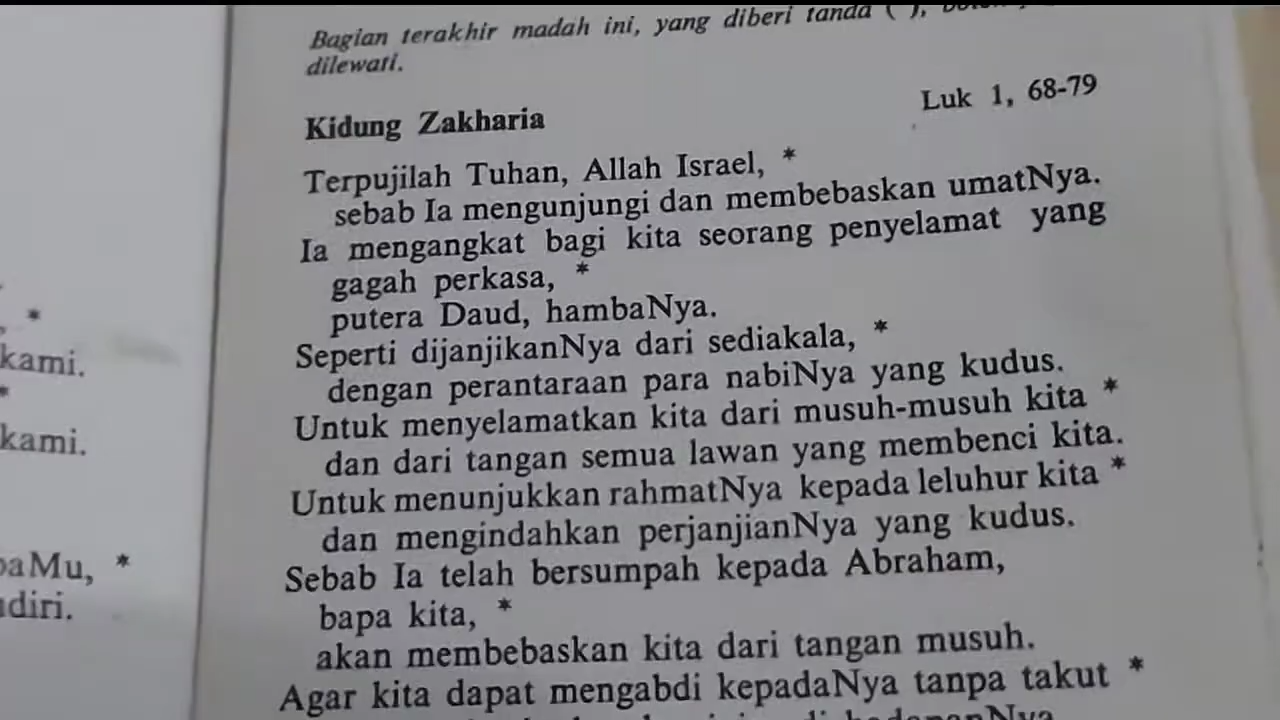 kami.
*
kami.
*
diri.
Bagian terakhir madah ini, yang diberi tanda
dilewati.
Kidung Zakharia
Luk 1, 68-79
Terpujilah Tuhan, Allah Israel, *
sebab Ia mengunjungi dan membebaskan umatNya.
Ia mengangkat bagi kita seorang penyelamat yang
gagah perkasa, *
putera Daud, hambaNya.
Seperti dijanjikanNya dari sediakala, *
dengan perantaraan para nabiNya yang kudus.
Untuk menyelamatkan kita dari musuh-musuh kita *
dan dari tangan semua lawan yang membenci kita.
Untuk menunjukkan rahmatNya kepada leluhur kita *
dan mengindahkan perjanjianNya yang kudus.
Sebab Ia telah bersumpah kepada Abraham,
bapa kita, *
akan membebaskan kita dari tangan musuh.
Agar kita dapat mengabdi kepadaNya tanpa takut *